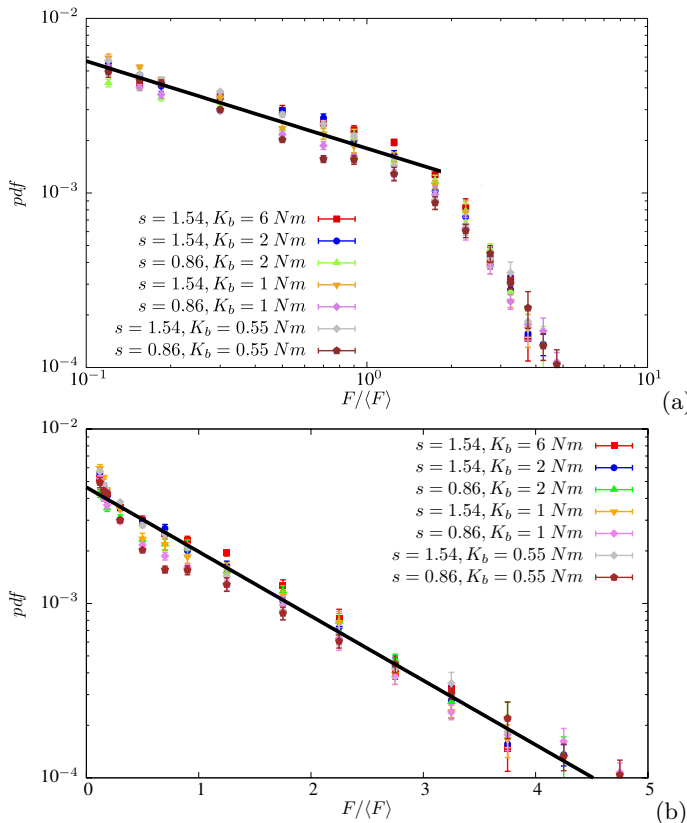 10⁻²
10⁻³
10⁻⁴
pdf
s = 1.54, K_b = 6 Nm
s = 1.54, K_b = 2 Nm
s = 0.86, K_b = 2 Nm
s = 1.54, K_b = 1 Nm
s = 0.86, K_b = 1 Nm
s = 1.54, K_b = 0.55 Nm
s = 0.86, K_b = 0.55 Nm
10⁻¹ 10⁰ 10¹
F/⟨F⟩
(a)
10⁻²
10⁻³
10⁻⁴
pdf
s = 1.54, K_b = 6 Nm
s = 1.54, K_b = 2 Nm
s = 0.86, K_b = 2 Nm
s = 1.54, K_b = 1 Nm
s = 0.86, K_b = 1 Nm
s = 1.54, K_b = 0.55 Nm
s = 0.86, K_b = 0.55 Nm
0 1 2 3 4 5
F/⟨F⟩
(b)